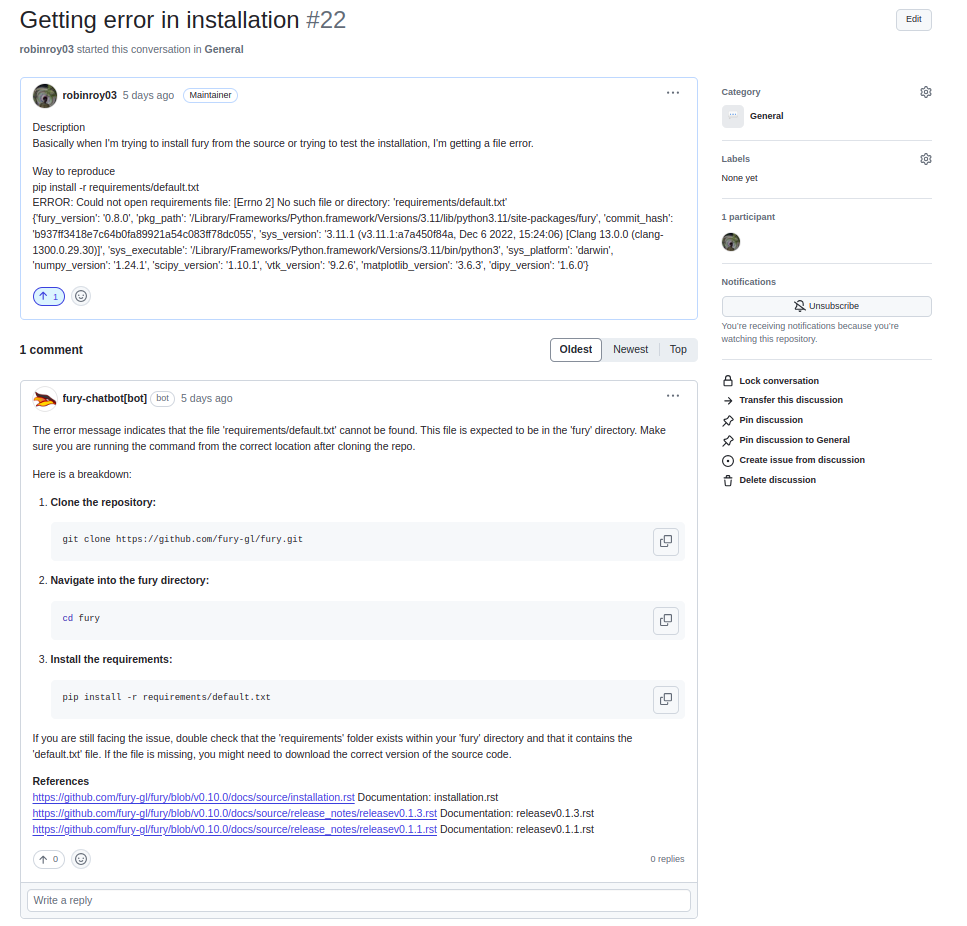 Getting error in installation #22
Edit
robinroy03 started this conversation in General
robinroy03 5 days ago Maintainer
Description
Basically when I'm trying to install fury from the source or trying to test the installation, I'm getting a file error.
Way to reproduce
pip install -r requirements/default.txt
ERROR: Could not open requirements file: [Errno 2] No such file or directory: 'requirements/default.txt'
{'fury_version': '0.8.0', 'pkg_path': '/Library/Frameworks/Python.framework/Versions/3.11/lib/python3.11/site-packages/fury', 'commit_hash':
'b937ff3418e7c64b0fa89921a54c083ff78dc055', 'sys_version': '3.11.1 (v3.11.1:a7a450f84a, Dec 6 2022, 15:24:06) [Clang 13.0.0 (clang-
1300.0.29.30)]', 'sys_executable': '/Library/Frameworks/Python.framework/Versions/3.11/bin/python3', 'sys_platform': 'darwin',
'numpy_version': '1.24.1', 'scipy_version': '1.10.1', 'vtk_version': '9.2.6', 'matplotlib_version': '3.6.3', 'dipy_version': '1.6.0'}
1
1 comment
Oldest Newest Top
fury-chatbot[bot] bot 5 days ago
The error message indicates that the file 'requirements/default.txt' cannot be found. This file is expected to be in the 'fury' directory. Make
sure you are running the command from the correct location after cloning the repo.
Here is a breakdown:
1. Clone the repository:
git clone https://github.com/fury-gl/fury.git
2. Navigate into the fury directory:
cd fury
3. Install the requirements:
pip install -r requirements/default.txt
If you are still facing the issue, double check that the 'requirements' folder exists within your 'fury' directory and that it contains the
'default.txt' file. If the file is missing, you might need to download the correct version of the source code.
References
https://github.com/fury-gl/fury/blob/v0.10.0/docs/source/installation.rst Documentation: installation.rst
https://github.com/fury-gl/fury/blob/v0.10.0/docs/source/release_notes/releasev0.1.3.rst Documentation: releasev0.1.3.rst
https://github.com/fury-gl/fury/blob/v0.10.0/docs/source/release_notes/releasev0.1.1.rst Documentation: releasev0.1.1.rst
0
0 replies
Write a reply
Category
General
Labels
None yet
1 participant
Notifications
Unsubscribe
You're receiving notifications because you're
watching this repository.
Lock conversation
Transfer this discussion
Pin discussion
Pin discussion to General
Create issue from discussion
Delete discussion